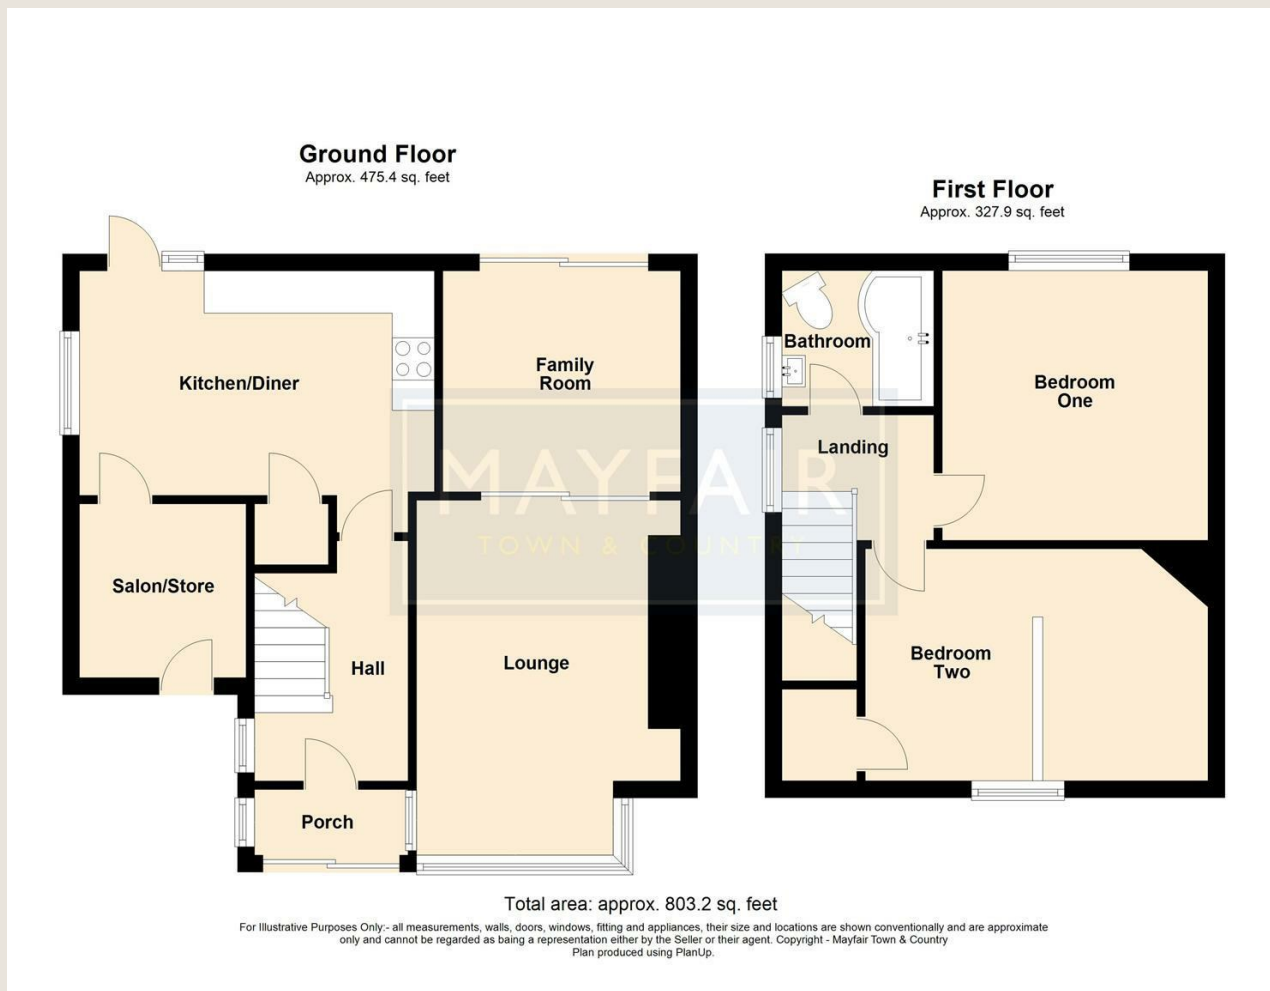 Ground Floor
Approx. 475.4 sq. feet
First Floor
Approx. 327.9 sq. feet
Kitchen/Diner
Family
Room
Salon/Store
Hall
Lounge
Porch
Bathroom
Landing
Bedroom
One
Bedroom
Two
MAYFAIR
TOWN & COUNTRY
Total area: approx. 803.2 sq. feet
For Illustrative Purposes Only:- all measurements, walls, doors, windows, fitting and appliances, their size and locations are shown conventionally and are approximate
only and cannot be regarded as baing a representation either by the Seller or their agent. Copyright - Mayfair Town & Country
Plan produced using PlanUp.